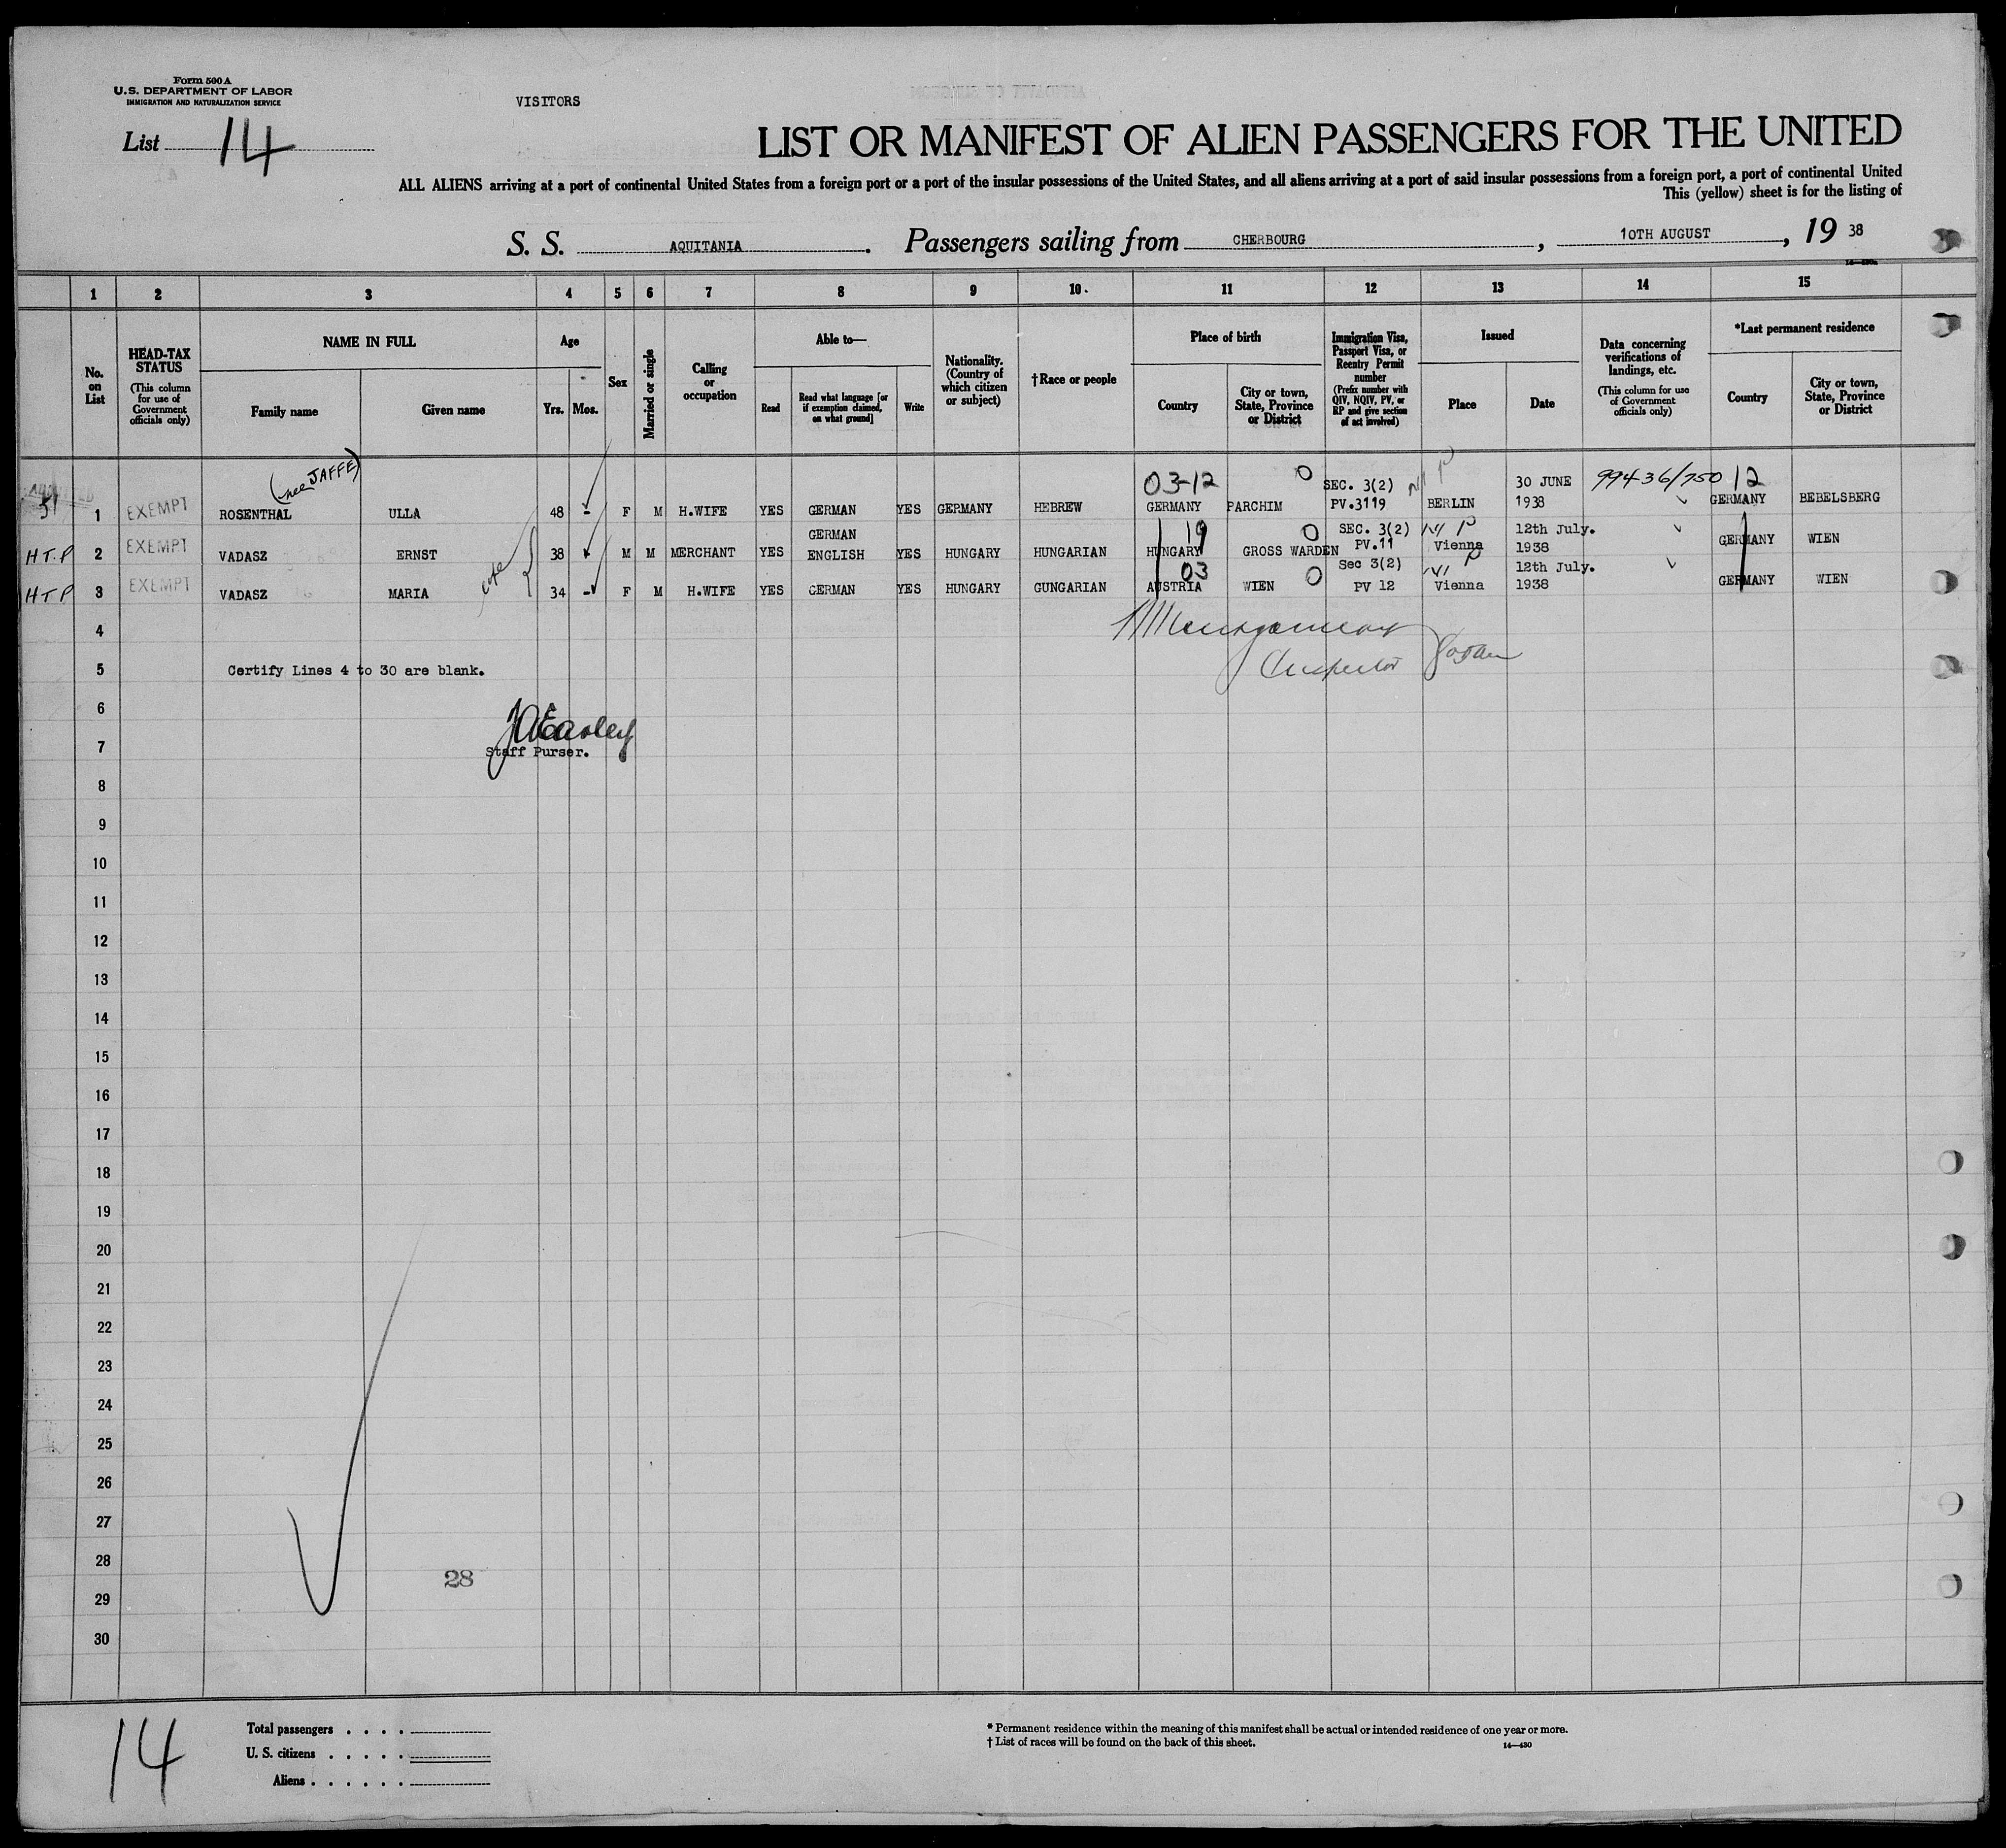 Form 500 A
U.S. DEPARTMENT OF LABOR
IMMIGRATION AND NATURALIZATION SERVICE
VISITORS
List 14
LIST OR MANIFEST OF ALIEN PASSENGERS FOR THE UNITED
ALL ALIENS arriving at a port of continental United States from a foreign port or a port of the insular possessions of the United States, and all aliens arriving at a port of said insular possessions from a foreign port, a port of continental United
This (yellow) sheet is for the listing of
S. S. AQUITANIA. Passengers sailing from CHERBOURG, 10TH AUGUST, 19 38
1 2 3 4 5 6 7 8 9 10 11 12 13 14 15
No. on List
HEAD-TAX STATUS
(This column for use of Government officials only)
NAME IN FULL
Family name
Given name
Age
Yrs.
Mos.
Sex
Married or single
Calling or occupation
Able to—
Read
Read what language [or if exemption claimed, on what ground]
Write
Nationality. (Country of which citizen or subject)
†Race or people
Place of birth
Country
City or town, State, Province or District
Immigration Visa, Passport Visa, or Reentry Permit number
(Prefix number with QIV, NQIV, PV, or RP and give section of act involved)
Issued
Place
Date
Data concerning verifications of landings, etc.
(This column for use of Government officials only)
*Last permanent residence
Country
City or town, State, Province or District
(nee JAFFE) 03-12 0 SEC. 3(2) 30 JUNE 99436/750 12
1 EXEMPT ROSENTHAL ULLA 48 - F M H.WIFE YES GERMAN YES GERMANY HEBREW GERMANY PARCHIM PV.3119 BERLIN 1938 GERMANY BEBELSBERG
GERMAN 19 0 SEC. 3(2) 12th July.
HTP 2 EXEMPT VADASZ ERNST 38 M M MERCHANT YES ENGLISH YES HUNGARY HUNGARIAN HUNGARY GROSS WARDEN PV.11 Vienna 1938 GERMANY WIEN
03 0 Sec 3(2) 12th July.
HTP 3 EXEMPT VADASZ MARIA 34 - F M H.WIFE YES GERMAN YES HUNGARY GUNGARIAN AUSTRIA WIEN PV 12 Vienna 1938 GERMANY WIEN
4
5 Certify Lines 4 to 30 are blank. Inspector
6
7 Staff Purser.
8
9
10
11
12
13
14
15
16
17
18
19
20
21
22
23
24
25
26
27
28
28
29
30
14
Total passengers . . . .
U. S. citizens . . . . .
Aliens . . . . . .
* Permanent residence within the meaning of this manifest shall be actual or intended residence of one year or more.
† List of races will be found on the back of this sheet.
14—430